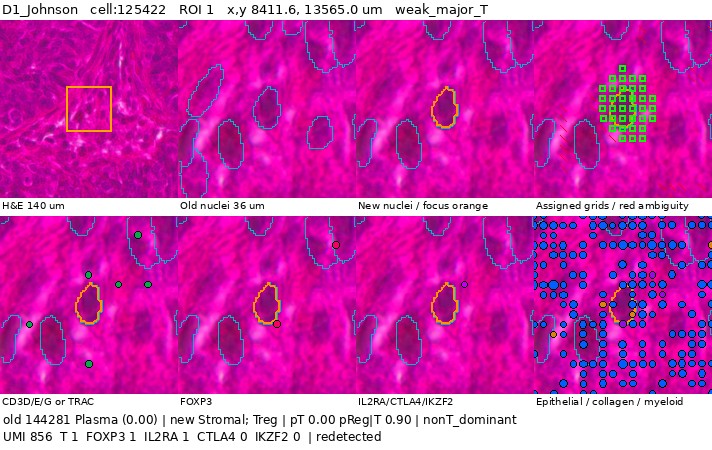 D1_Johnson   cell:125422   ROI 1   x,y 8411.6, 13565.0 um   weak_major_T
H&E 140 um
Old nuclei 36 um
New nuclei / focus orange
Assigned grids / red ambiguity
CD3D/E/G or TRAC
FOXP3
IL2RA/CTLA4/IKZF2
Epithelial / collagen / myeloid
old 144281 Plasma (0.00) | new Stromal; Treg | pT 0.00 pReg|T 0.90 | nonT_dominant
UMI 856  T 1  FOXP3 1  IL2RA 1  CTLA4 0  IKZF2 0  | redetected